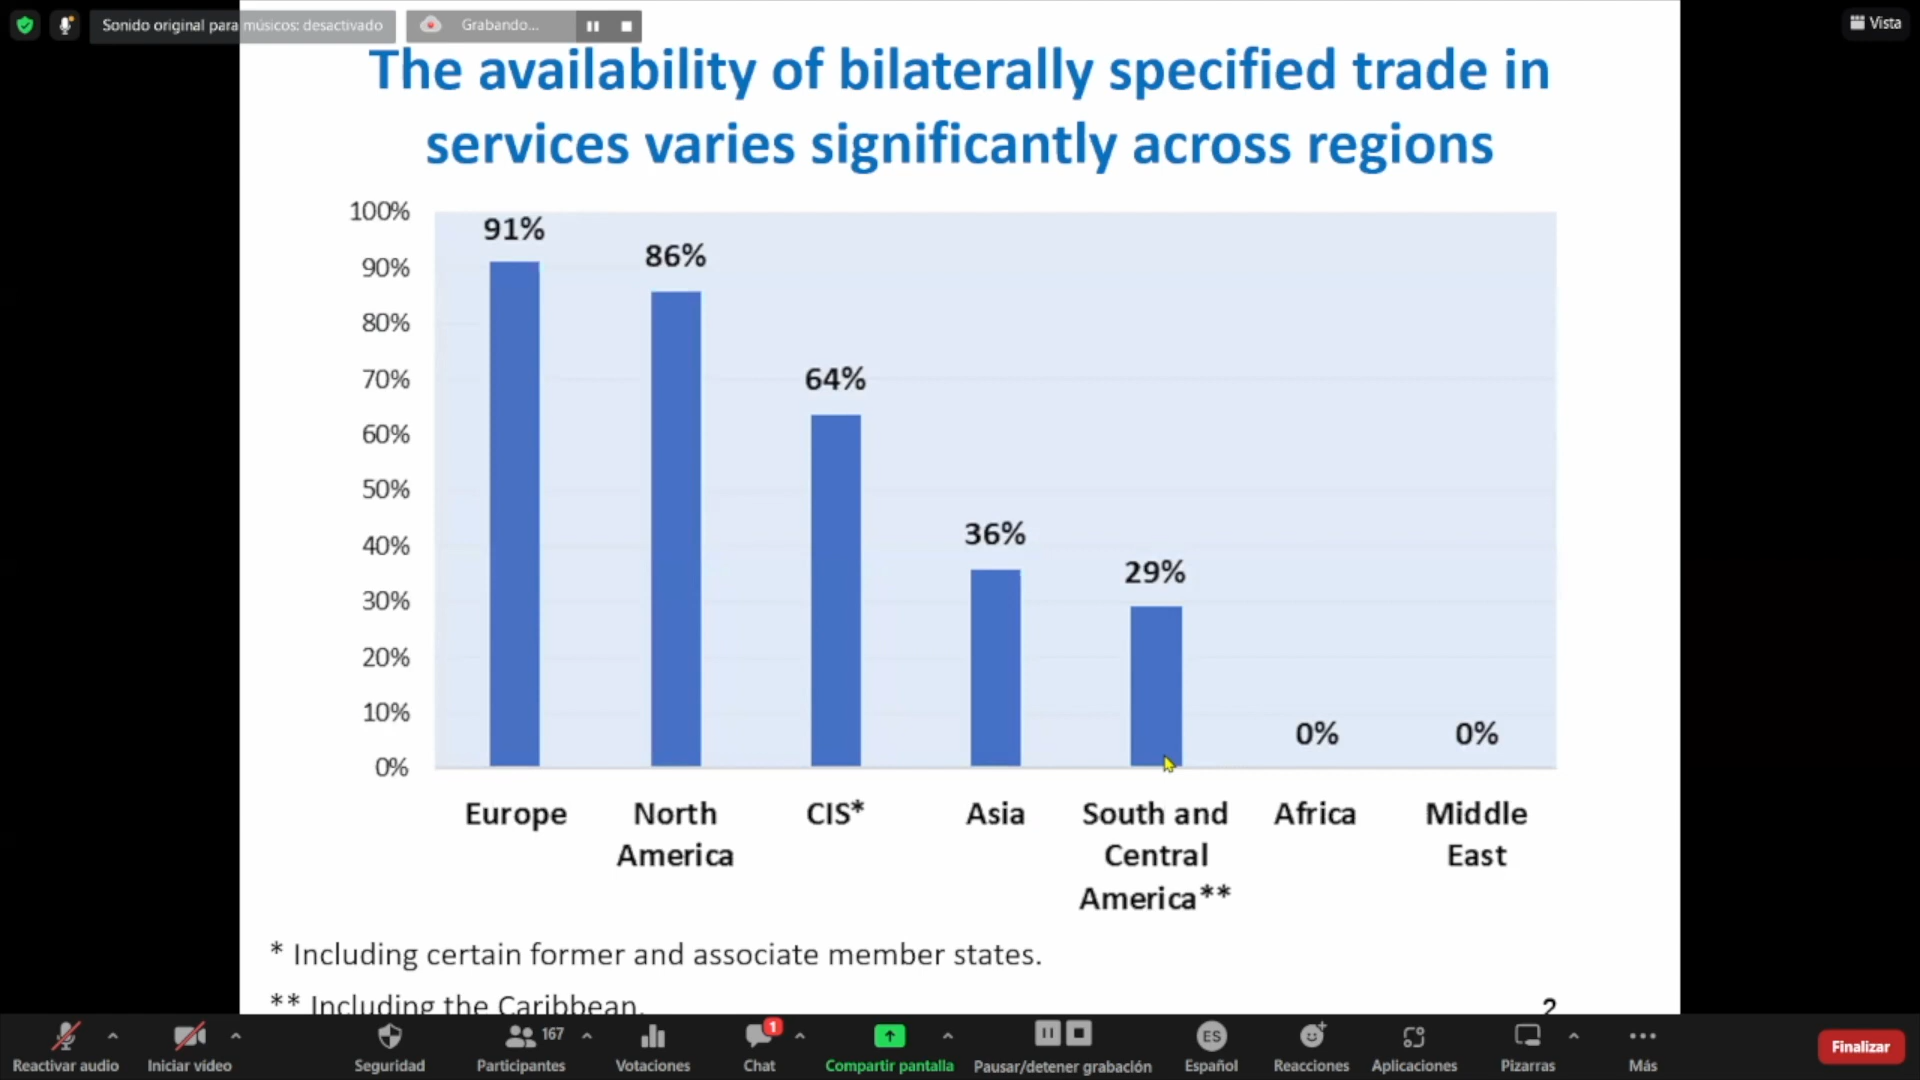 Sonido original para músicos: desactivado
Grabando...
Vista
The availability of bilaterally specified trade in
services varies significantly across regions
100%
90%
80%
70%
60%
50%
40%
30%
20%
10%
0%
91%
86%
64%
36%
29%
0%
0%
Europe
North
America
CIS*
Asia
South and
Central
America**
Africa
Middle
East
* Including certain former and associate member states.
** Including the Caribbean.
2
Reactivar audio
Iniciar vídeo
Seguridad
167
Participantes
Votaciones
1
Chat
Compartir pantalla
Pausar/detener grabación
ES
Español
Reacciones
Aplicaciones
Pizarras
Más
Finalizar